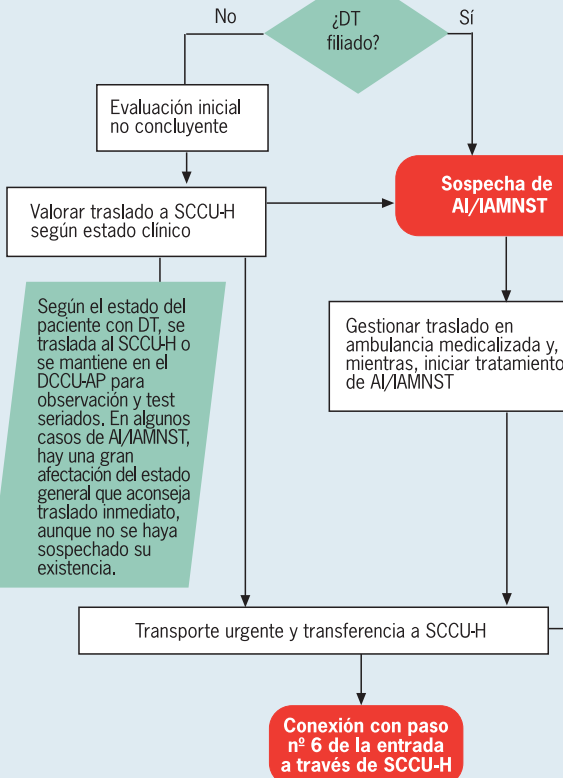 No
¿DT
filiado?
Sí
Evaluación inicial
no concluyente
Sospecha de
AI/IAMNST
Valorar traslado a SCCU-H
según estado clínico
Según el estado del
paciente con DT, se
traslada al SCCU-H o
se mantiene en el
DCCU-AP para
observación y test
seriados. En algunos
casos de AI/IAMNST,
hay una gran
afectación del estado
general que aconseja
traslado inmediato,
aunque no se haya
sospechado su
existencia.
Gestionar traslado en
ambulancia medicalizada y,
mientras, iniciar tratamiento
de AI/IAMNST
Transporte urgente y transferencia a SCCU-H
Conexión con paso
nº 6 de la entrada
a través de SCCU-H